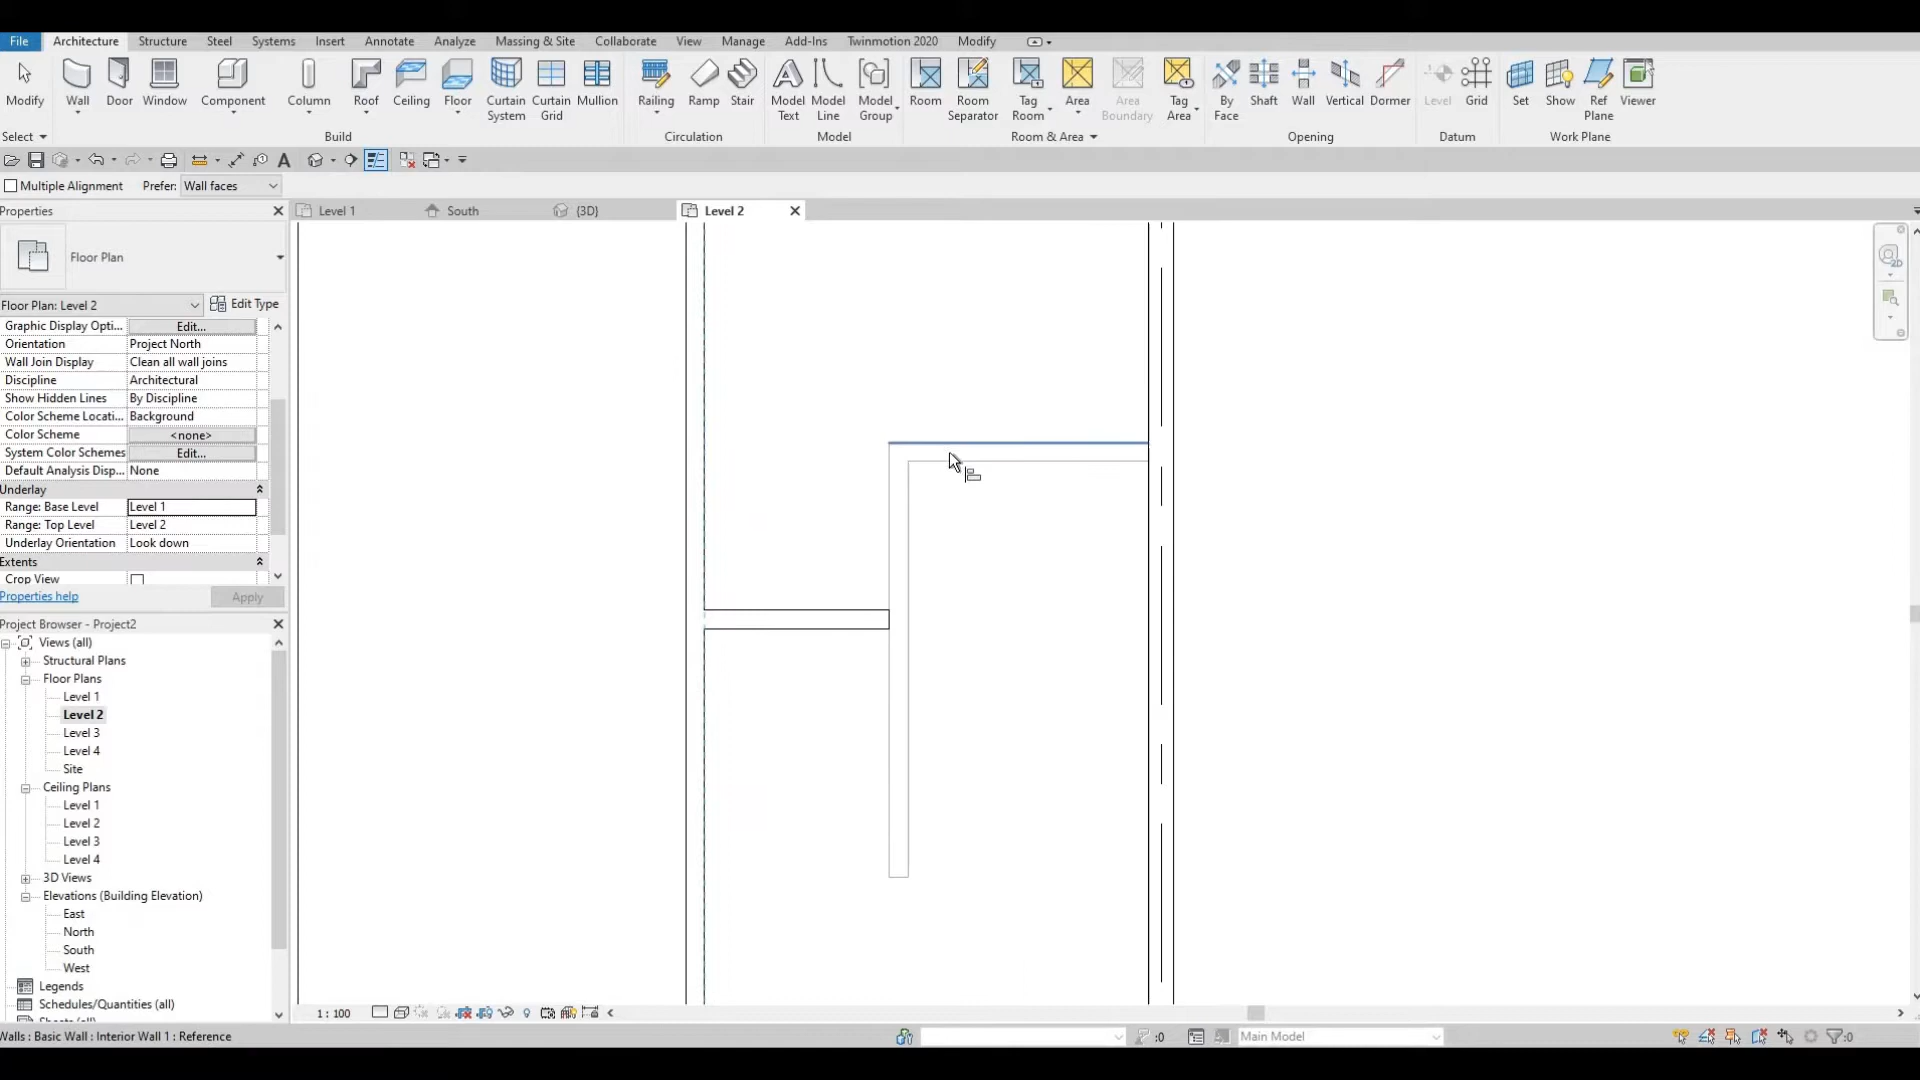 File Architecture Structure Steel Systems Insert Annotate Analyze Massing & Site Collaborate View Manage Add-Ins Twinmotion 2020 Modify
Modify Wall Door Window Component Column Roof Ceiling Floor Curtain System Curtain Grid Mullion Railing Ramp Stair Model Text Model Line Model Group Room Room Separator Tag Room Area Area Boundary Tag Area By Face Shaft Wall Vertical Dormer Level Grid Set Show Ref Plane Viewer
Select Build Circulation Model Room & Area Opening Datum Work Plane
Multiple Alignment Prefer: Wall faces
Properties Level 1 South {3D} Level 2
Floor Plan
Floor Plan: Level 2 Edit Type
Graphic Display Opti... Edit...
Orientation Project North
Wall Join Display Clean all wall joins
Discipline Architectural
Show Hidden Lines By Discipline
Color Scheme Locati... Background
Color Scheme <none>
System Color Schemes Edit...
Default Analysis Disp... None
Underlay
Range: Base Level Level 1
Range: Top Level Level 2
Underlay Orientation Look down
Extents
Crop View
Properties help Apply
Project Browser - Project2
Views (all)
Structural Plans
Floor Plans
Level 1
Level 2
Level 3
Level 4
Site
Ceiling Plans
Level 1
Level 2
Level 3
Level 4
3D Views
Elevations (Building Elevation)
East
North
South
West
Legends
Schedules/Quantities (all)
Sheets (all)
1 : 100
Walls : Basic Wall : Interior Wall 1 : Reference :0 Main Model :0
2D